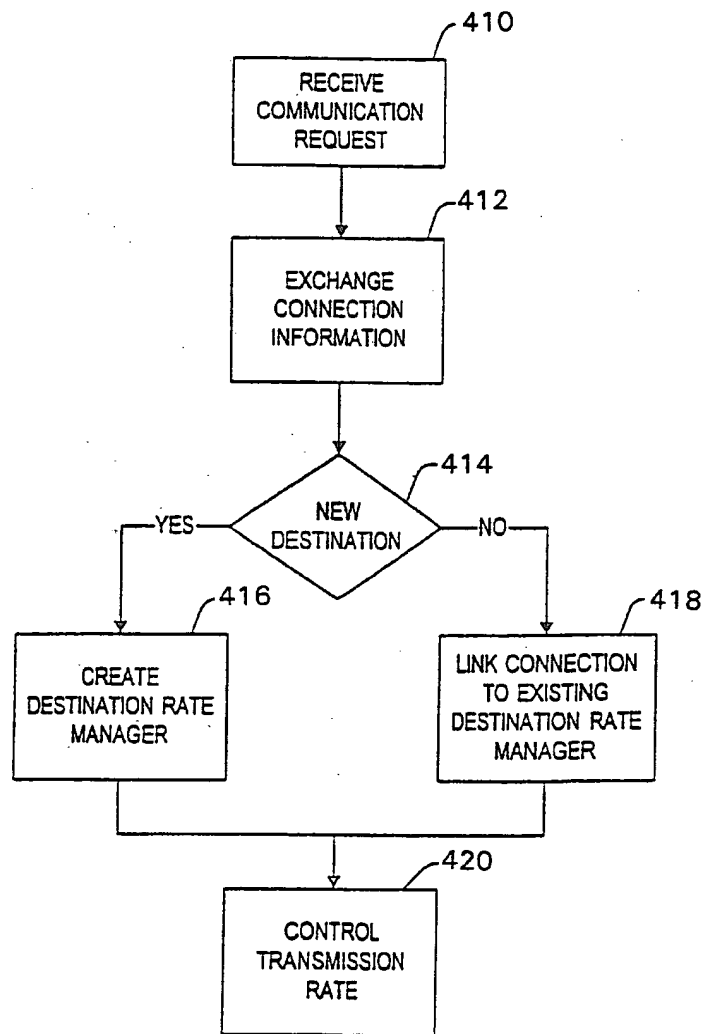 410
RECEIVE
COMMUNICATION
REQUEST
412
EXCHANGE
CONNECTION
INFORMATION
414
NEW
DESTINATION
YES
NO
416
CREATE
DESTINATION RATE
MANAGER
418
LINK CONNECTION
TO EXISTING
DESTINATION RATE
MANAGER
420
CONTROL
TRANSMISSION
RATE